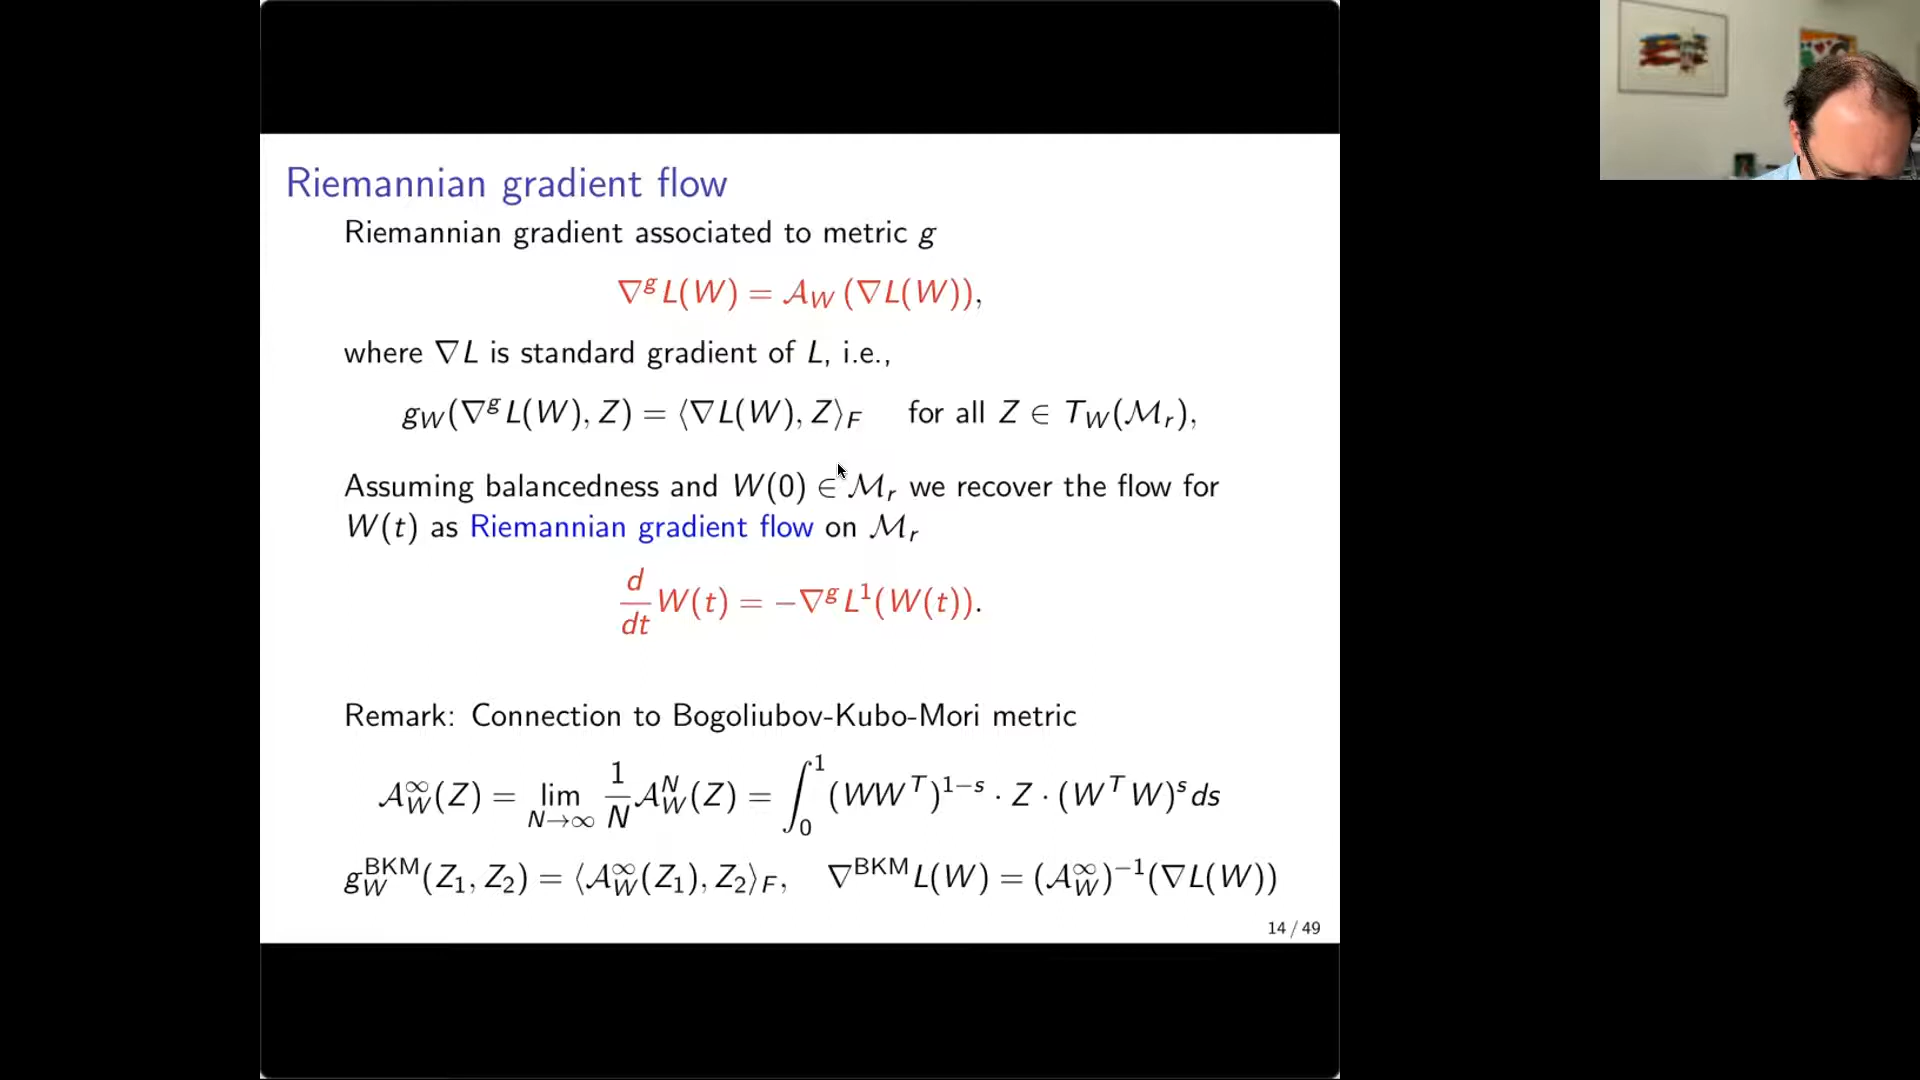 Riemannian gradient flow
Riemannian gradient associated to metric g
∇^g L(W) = 𝒜_W (∇L(W)),
where ∇L is standard gradient of L, i.e.,
g_W(∇^g L(W), Z) = ⟨∇L(W), Z⟩_F for all Z ∈ T_W(ℳ_r),
Assuming balancedness and W(0) ∈ ℳ_r we recover the flow for
W(t) as Riemannian gradient flow on ℳ_r
d/dt W(t) = −∇^g L^1(W(t)).
Remark: Connection to Bogoliubov-Kubo-Mori metric
𝒜_W^∞(Z) = lim_{N→∞} 1/N 𝒜_W^N(Z) = ∫_0^1 (WW^T)^{1−s} · Z · (W^T W)^s ds
g_W^{BKM}(Z_1, Z_2) = ⟨𝒜_W^∞(Z_1), Z_2⟩_F, ∇^{BKM} L(W) = (𝒜_W^∞)^{−1}(∇L(W))
14 / 49